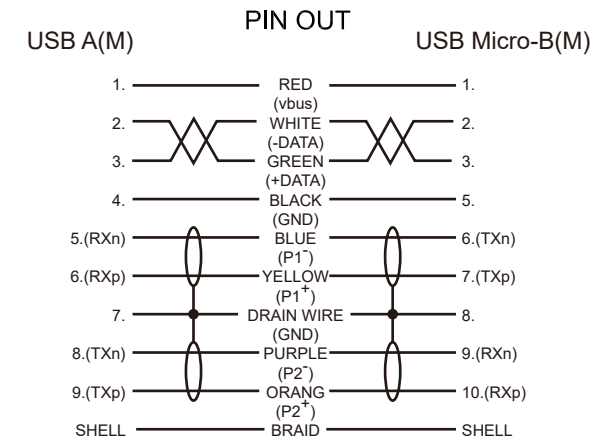 PIN OUT
USB A(M) USB Micro-B(M)
1. RED 1.
(vbus)
2. WHITE 2.
(-DATA)
3. GREEN 3.
(+DATA)
4. BLACK 5.
(GND)
5.(RXn) BLUE 6.(TXn)
(P1-)
6.(RXp) YELLOW 7.(TXp)
(P1+)
7. DRAIN WIRE 8.
(GND)
8.(TXn) PURPLE 9.(RXn)
(P2-)
9.(TXp) ORANG 10.(RXp)
(P2+)
SHELL BRAID SHELL